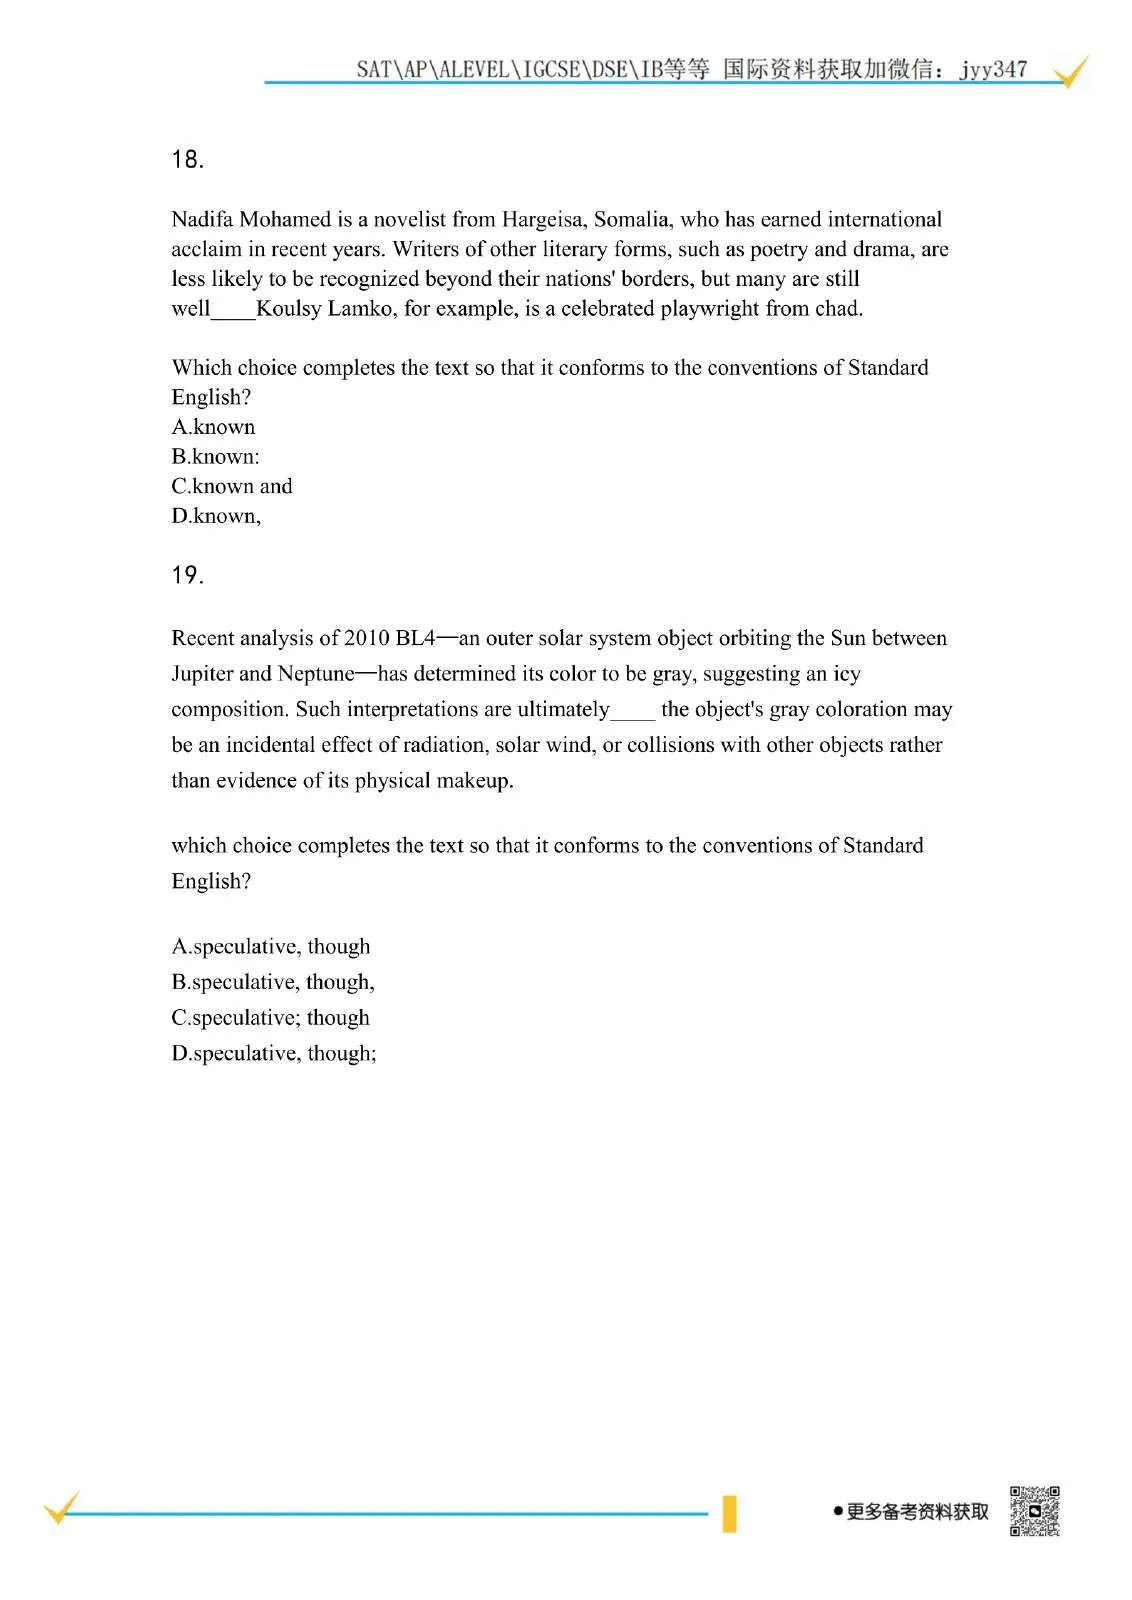 SAT\AP\ALEVEL\IGCSE\DSE\IB等等 国际资料获取加微信：jyy347
18.
Nadifa Mohamed is a novelist from Hargeisa, Somalia, who has earned international
acclaim in recent years. Writers of other literary forms, such as poetry and drama, are
less likely to be recognized beyond their nations' borders, but many are still
well____Koulsy Lamko, for example, is a celebrated playwright from chad.
Which choice completes the text so that it conforms to the conventions of Standard
English?
A.known
B.known:
C.known and
D.known,
19.
Recent analysis of 2010 BL4—an outer solar system object orbiting the Sun between
Jupiter and Neptune—has determined its color to be gray, suggesting an icy
composition. Such interpretations are ultimately____ the object's gray coloration may
be an incidental effect of radiation, solar wind, or collisions with other objects rather
than evidence of its physical makeup.
which choice completes the text so that it conforms to the conventions of Standard
English?
A.speculative, though
B.speculative, though,
C.speculative; though
D.speculative, though;
●更多备考资料获取